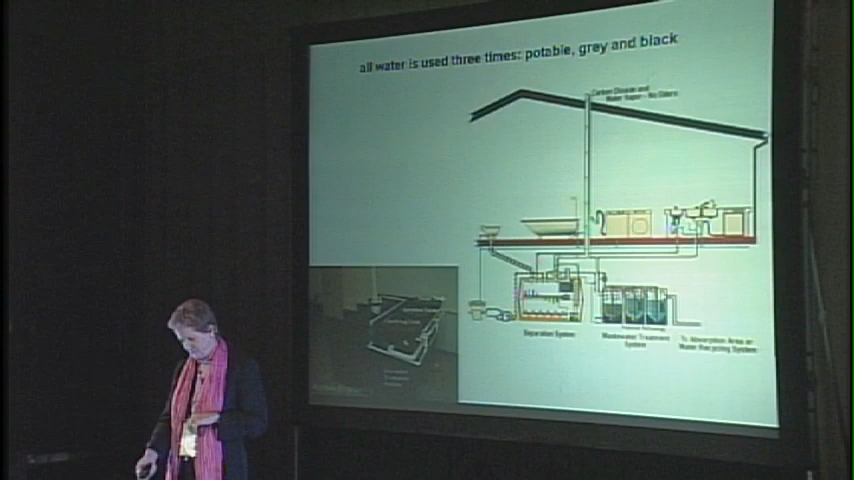 all water is used three times: potable, grey and black
Carbon Dioxide and
Water Vapor - No Odors
Separation System
Wastewater Treatment
System
To Absorption Area or
Water Recycling System